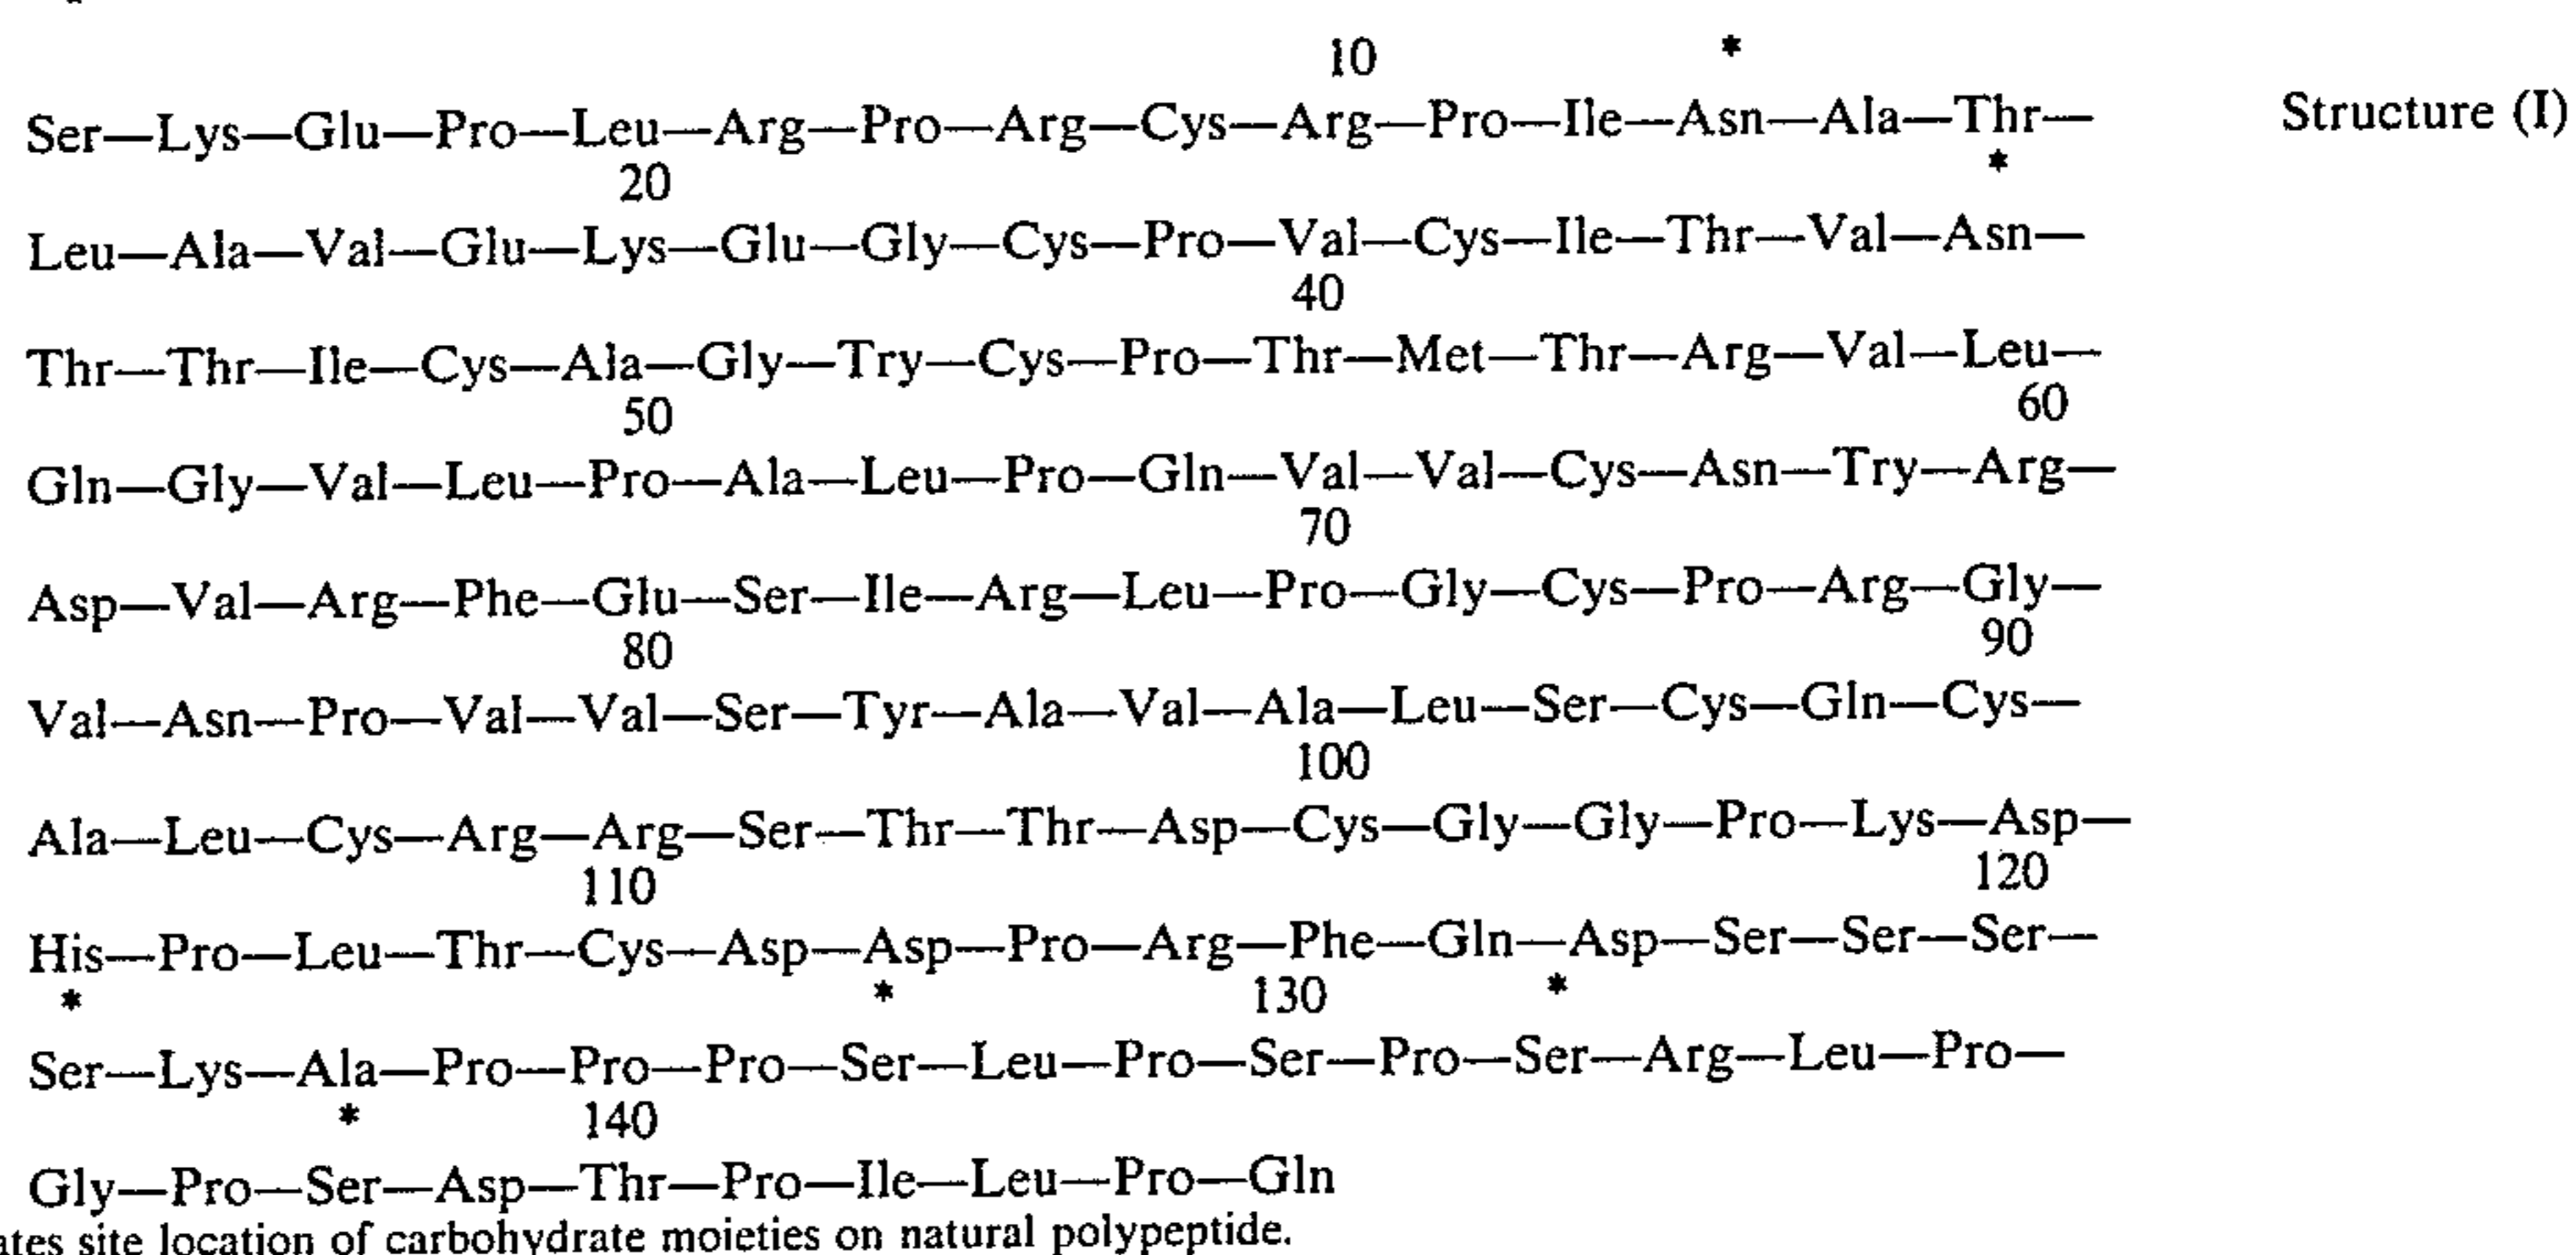 *
10 *
Ser—Lys—Glu—Pro—Leu—Arg—Pro—Arg—Cys—Arg—Pro—Ile—Asn—Ala—Thr— Structure (I)
20 *
Leu—Ala—Val—Glu—Lys—Glu—Gly—Cys—Pro—Val—Cys—Ile—Thr—Val—Asn—
40
Thr—Thr—Ile—Cys—Ala—Gly—Try—Cys—Pro—Thr—Met—Thr—Arg—Val—Leu—
50 60
Gln—Gly—Val—Leu—Pro—Ala—Leu—Pro—Gln—Val—Val—Cys—Asn—Try—Arg—
70
Asp—Val—Arg—Phe—Glu—Ser—Ile—Arg—Leu—Pro—Gly—Cys—Pro—Arg—Gly—
80 90
Val—Asn—Pro—Val—Val—Ser—Tyr—Ala—Val—Ala—Leu—Ser—Cys—Gln—Cys—
100
Ala—Leu—Cys—Arg—Arg—Ser—Thr—Thr—Asp—Cys—Gly—Gly—Pro—Lys—Asp—
110 120
His—Pro—Leu—Thr—Cys—Asp—Asp—Pro—Arg—Phe—Gln—Asp—Ser—Ser—Ser—
* * 130 *
Ser—Lys—Ala—Pro—Pro—Pro—Ser—Leu—Pro—Ser—Pro—Ser—Arg—Leu—Pro—
* 140
Gly—Pro—Ser—Asp—Thr—Pro—Ile—Leu—Pro—Gln
site location of carbohydrate moieties on natural polypeptide.